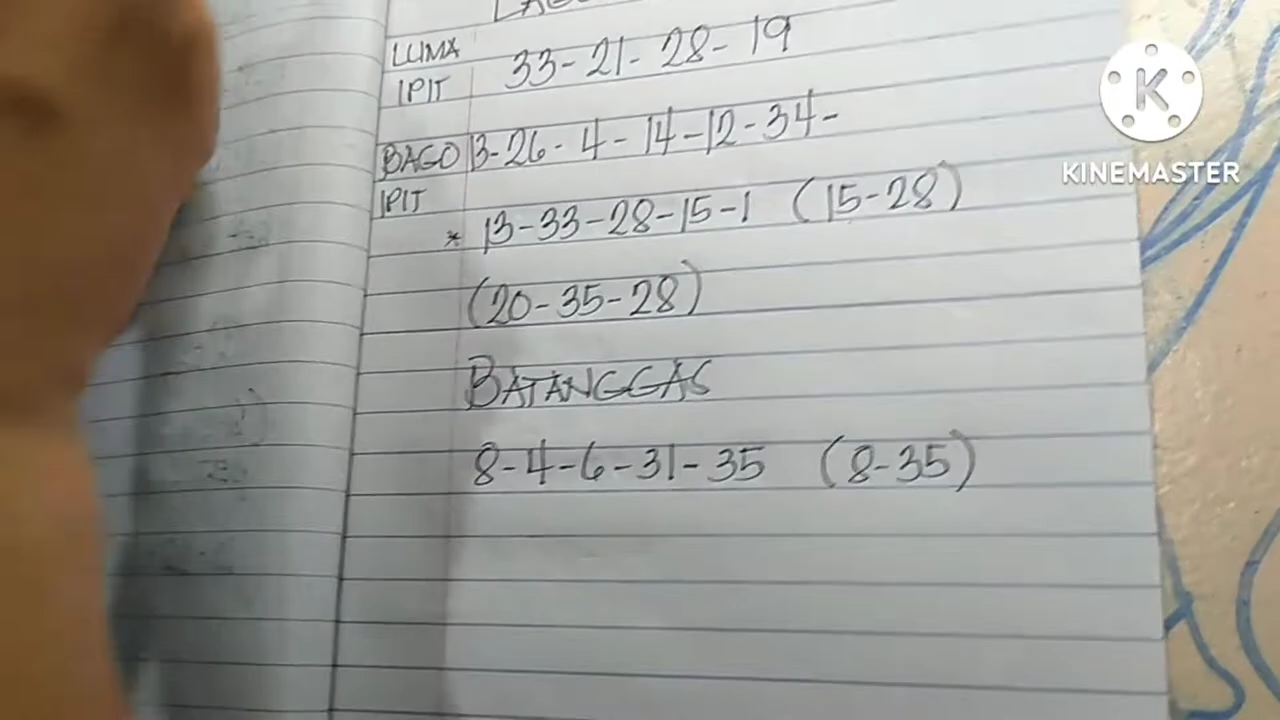 LUMA
IPIT 33-21-28-19
BAGO 13-26-4-14-12-34-
IPIT
* 13-33-28-15-1 (15-28)
(20-35-28)
BATANGGAS
8-4-6-31-35 (8-35)
K
KINEMASTER